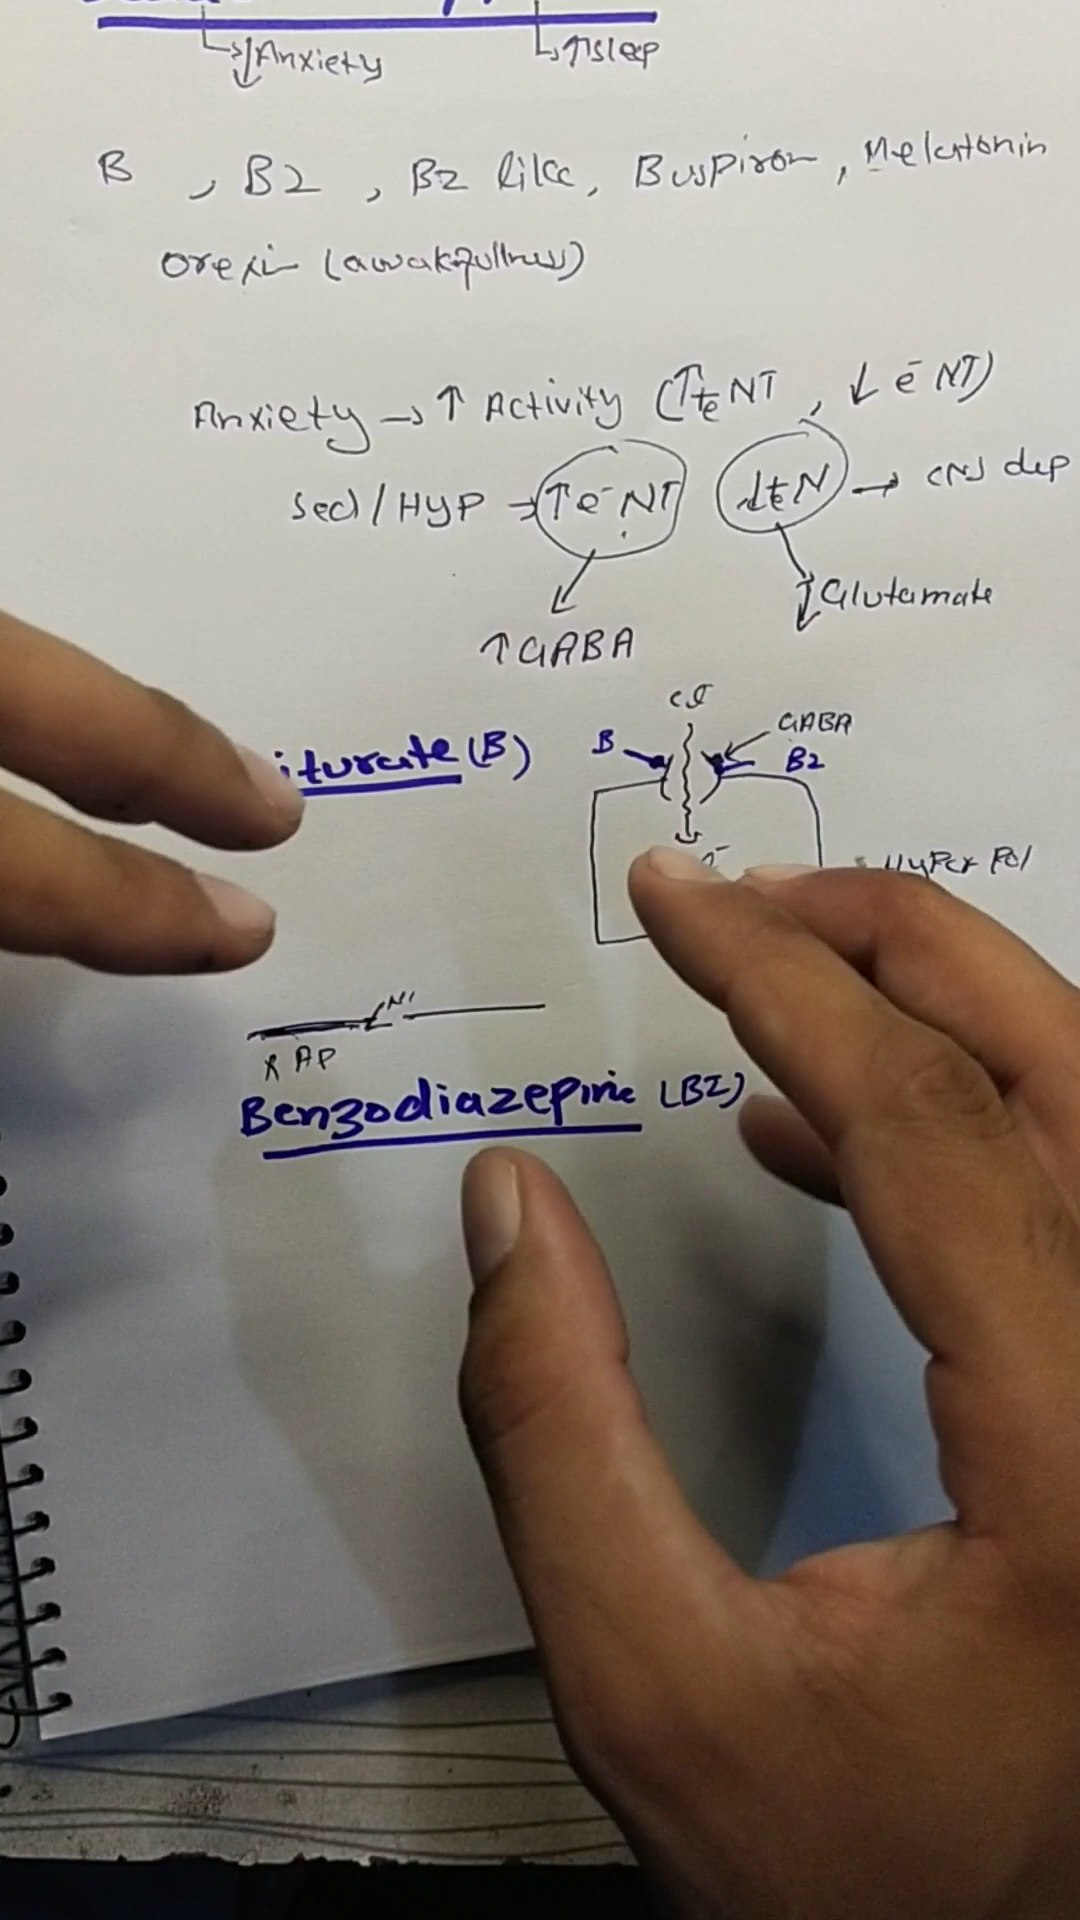 ↓Anxiety ↑sleep
B , BZ , BZ like, Buspiron , Melatonin
orexin (awakefullness)
Anxiety → ↑ Activity (↑+e NT , ↓ e- NT)
Sed / HYP → ↑e- NT ↓+e N → CNS dep
↓Glutamate
↑GABA
Cl-
GABA
iturate (B) B BZ
Hyper Pol
x AP
Benzodiazepine (BZ)